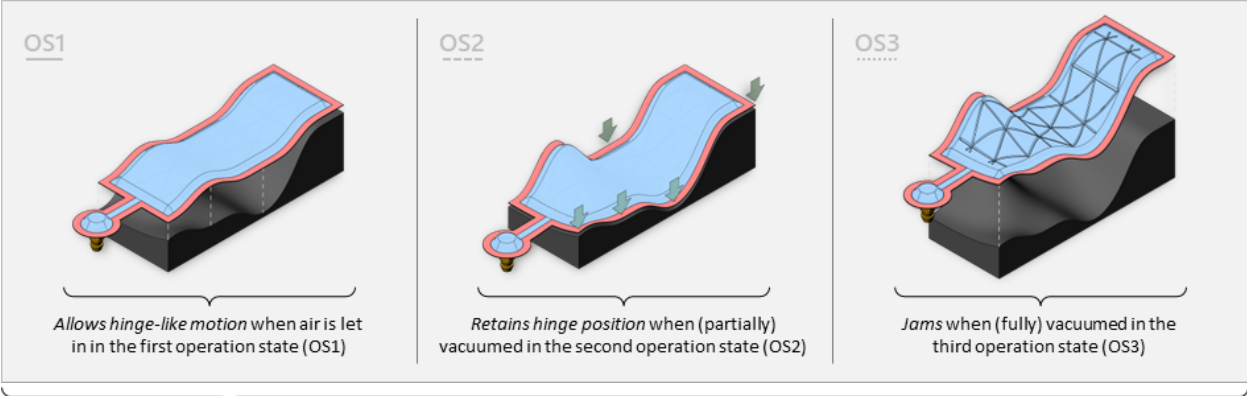 OS1
OS2
OS3
Allows hinge-like motion when air is let
in in the first operation state (OS1)
Retains hinge position when (partially)
vacuumed in the second operation state (OS2)
Jams when (fully) vacuumed in the
third operation state (OS3)